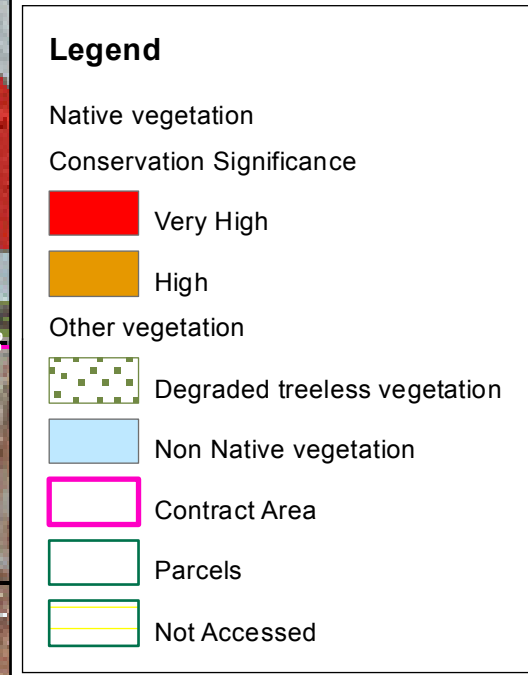 Legend
Native vegetation
Conservation Significance
Very High
High
Other vegetation
Degraded treeless vegetation
Non Native vegetation
Contract Area
Parcels
Not Accessed